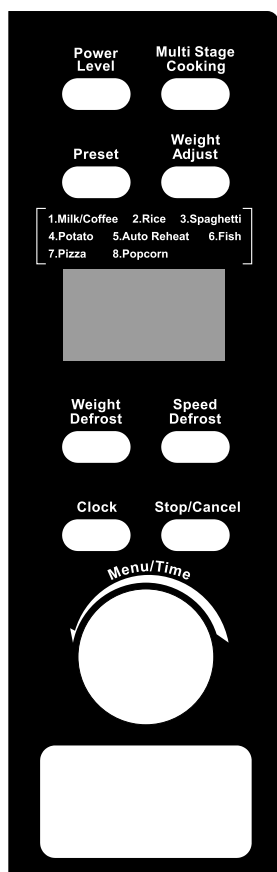 Power
Level
Multi Stage
Cooking
Preset
Weight
Adjust
1.Milk/Coffee 2.Rice 3.Spaghetti
4.Potato 5.Auto Reheat 6.Fish
7.Pizza 8.Popcorn
Weight
Defrost
Speed
Defrost
Clock
Stop/Cancel
Menu/Time